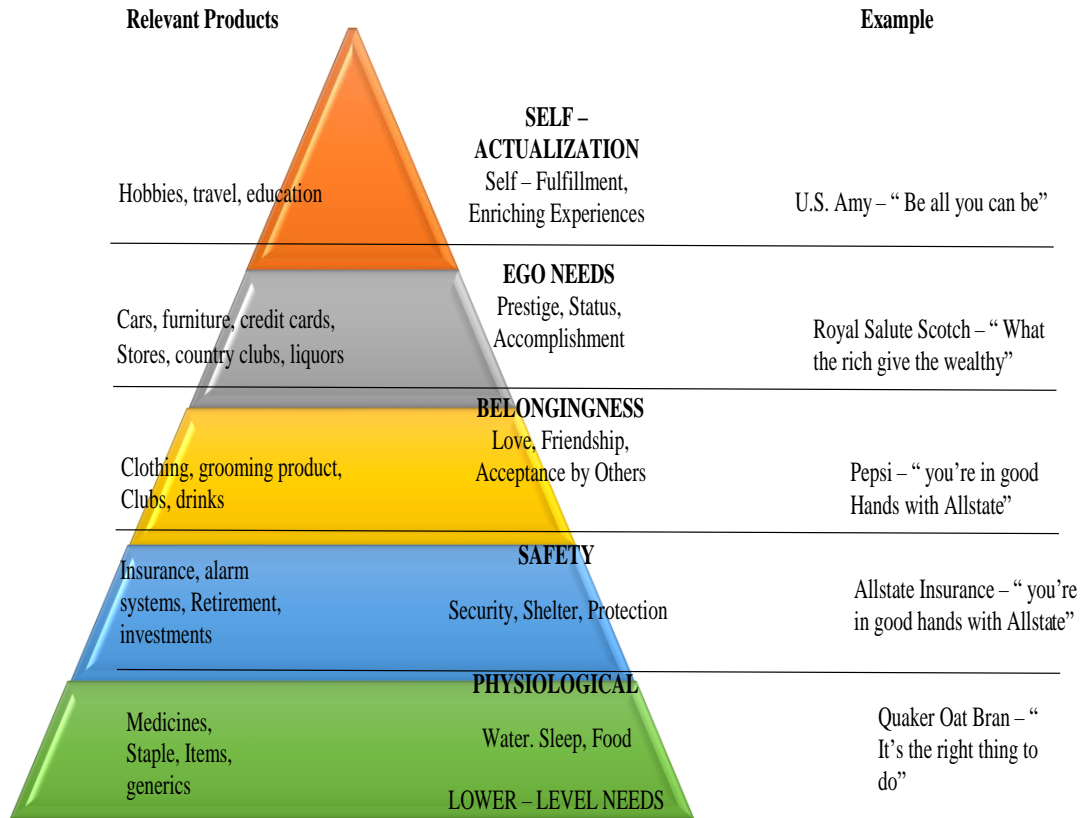 Relevant Products
Example
SELF –
ACTUALIZATION
Self – Fulfillment,
Enriching Experiences
Hobbies, travel, education
U.S. Amy – “ Be all you can be”
EGO NEEDS
Prestige, Status,
Accomplishment
Cars, furniture, credit cards,
Stores, country clubs, liquors
Royal Salute Scotch – “ What
the rich give the wealthy”
BELONGINGNESS
Love, Friendship,
Acceptance by Others
Clothing, grooming product,
Clubs, drinks
Pepsi – “ you’re in good
Hands with Allstate”
SAFETY
Security, Shelter, Protection
Insurance, alarm
systems, Retirement,
investments
Allstate Insurance – “ you’re
in good hands with Allstate”
PHYSIOLOGICAL
Water. Sleep, Food
Medicines,
Staple, Items,
generics
Quaker Oat Bran – “
It’s the right thing to
do”
LOWER – LEVEL NEEDS